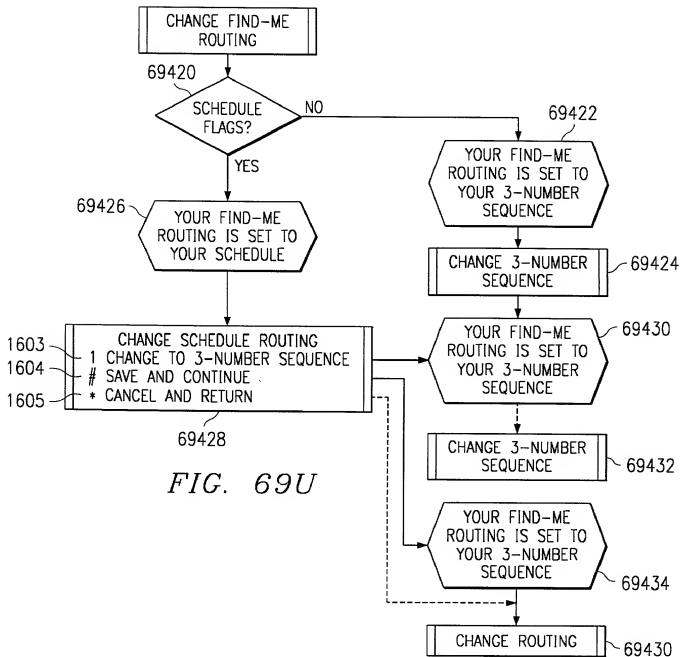 CHANGE FIND-ME
ROUTING
69420
SCHEDULE
FLAGS?
NO
YES
69422
YOUR FIND-ME
ROUTING IS SET TO
YOUR 3-NUMBER
SEQUENCE
69426
YOUR FIND-ME
ROUTING IS SET TO
YOUR SCHEDULE
CHANGE 3-NUMBER
SEQUENCE
69424
CHANGE SCHEDULE ROUTING
1603
1 CHANGE TO 3-NUMBER SEQUENCE
1604
# SAVE AND CONTINUE
1605
* CANCEL AND RETURN
69428
YOUR FIND-ME
ROUTING IS SET TO
YOUR 3-NUMBER
SEQUENCE
69430
CHANGE 3-NUMBER
SEQUENCE
69432
FIG. 69U
YOUR FIND-ME
ROUTING IS SET TO
YOUR 3-NUMBER
SEQUENCE
69434
CHANGE ROUTING
69430